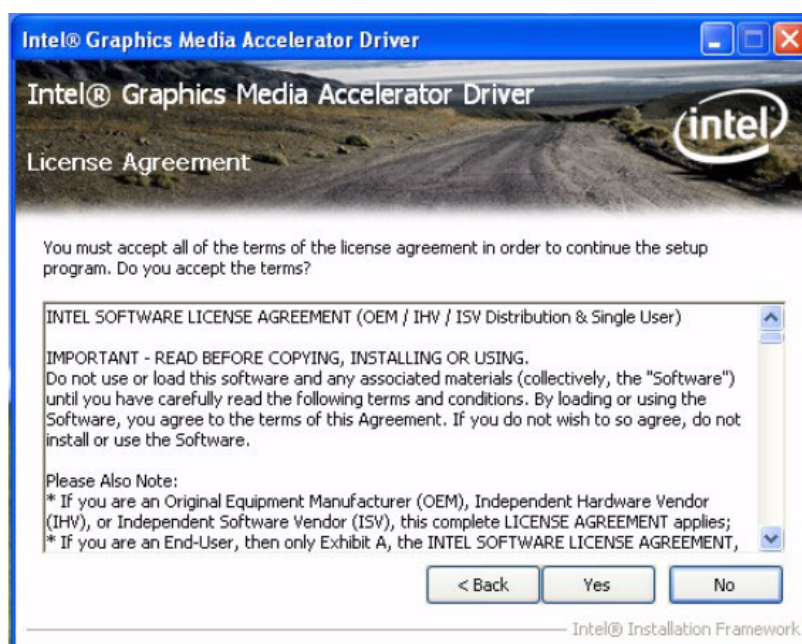 Intel® Graphics Media Accelerator Driver
Intel® Graphics Media Accelerator Driver
intel
License Agreement
You must accept all of the terms of the license agreement in order to continue the setup
program. Do you accept the terms?
INTEL SOFTWARE LICENSE AGREEMENT (OEM / IHV / ISV Distribution & Single User)
IMPORTANT - READ BEFORE COPYING, INSTALLING OR USING.
Do not use or load this software and any associated materials (collectively, the "Software")
until you have carefully read the following terms and conditions. By loading or using the
Software, you agree to the terms of this Agreement. If you do not wish to so agree, do not
install or use the Software.
Please Also Note:
* If you are an Original Equipment Manufacturer (OEM), Independent Hardware Vendor
(IHV), or Independent Software Vendor (ISV), this complete LICENSE AGREEMENT applies;
* If you are an End-User, then only Exhibit A, the INTEL SOFTWARE LICENSE AGREEMENT,
< Back
Yes
No
Intel® Installation Framework